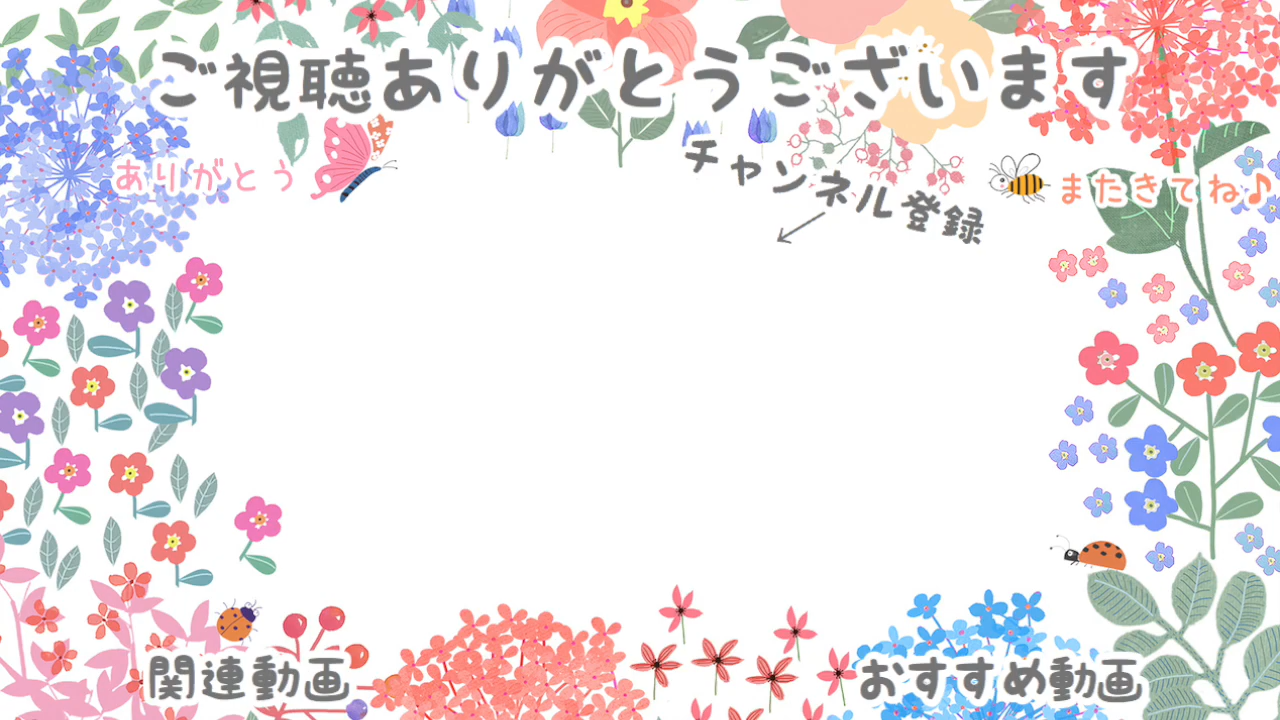 ご視聴ありがとうございます
ありがとう
チャンネル登録
またきてね♪
関連動画
おすすめ動画